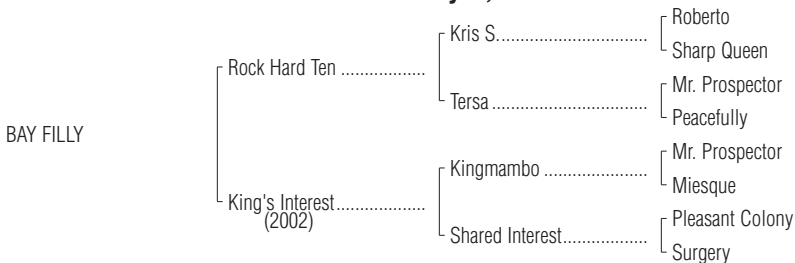 Roberto
Kris S.
Sharp Queen
Rock Hard Ten
Mr. Prospector
Tersa
Peacefully
BAY FILLY
Mr. Prospector
Kingmambo
Miesque
King's Interest
(2002)
Pleasant Colony
Shared Interest
Surgery